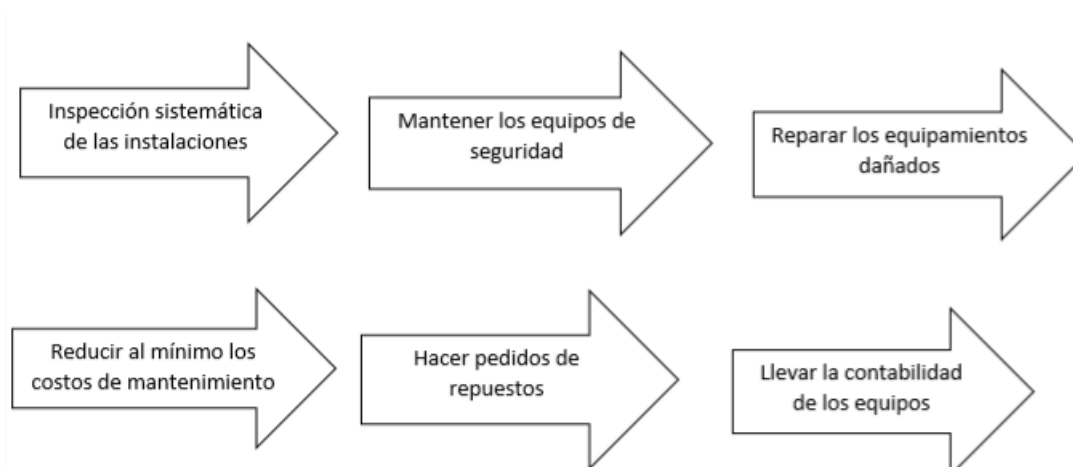 Inspección sistemática
de las instalaciones
Mantener los equipos de
seguridad
Reparar los equipamientos
dañados
Reducir al mínimo los
costos de mantenimiento
Hacer pedidos de
repuestos
Llevar la contabilidad
de los equipos